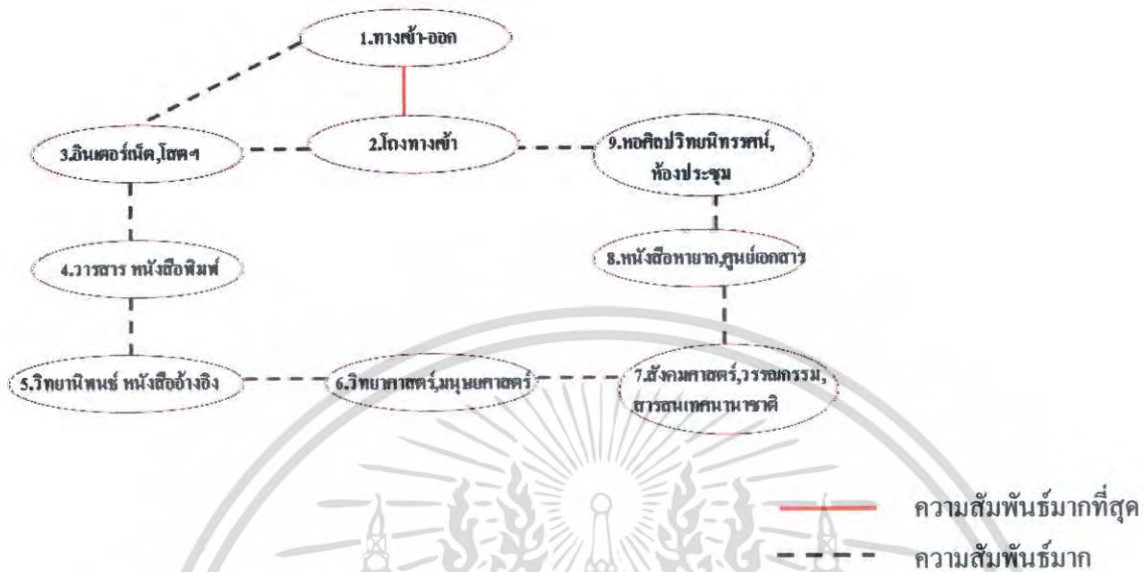 1.ทางเข้า-ออก
2.โถงทางเข้า
3.อินเตอร์เน็ต,โสตฯ
9.หอศิลปวิทยนิทรรศน์,
ห้องประชุม
4.วารสาร หนังสือพิมพ์
8.หนังสือหายาก,ศูนย์เอกสาร
5.วิทยานิพนธ์ หนังสืออ้างอิง
6.วิทยาศาสตร์,มนุษยศาสตร์
7.สังคมศาสตร์,วรรณกรรม,
สารสนเทศนานาชาติ
ความสัมพันธ์มากที่สุด
ความสัมพันธ์มาก